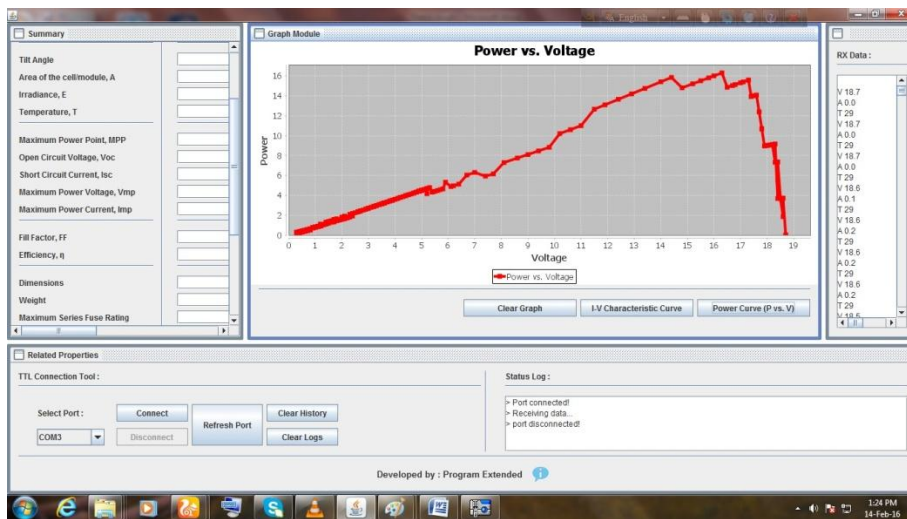 English
Summary
Tilt Angle
Area of the cell/module, A
Irradiance, E
Temperature, T
Maximum Power Point, MPP
Open Circuit Voltage, Voc
Short Circuit Current, Isc
Maximum Power Voltage, Vmp
Maximum Power Current, Imp
Fill Factor, FF
Efficiency, η
Dimensions
Weight
Maximum Series Fuse Rating
Graph Module
Power vs. Voltage
Power
16
14
12
10
8
6
4
2
0
0 1 2 3 4 5 6 7 8 9 10 11 12 13 14 15 16 17 18 19
Voltage
Power vs. Voltage
Clear Graph I-V Characteristic Curve Power Curve (P vs. V)
RX Data :
V 18.7
A 0.0
T 29
V 18.7
A 0.0
T 29
V 18.7
A 0.0
T 29
V 18.6
A 0.1
T 29
V 18.6
A 0.2
T 29
V 18.6
A 0.2
T 29
V 18.6
A 0.2
T 29
V 18.5
Related Properties
TTL Connection Tool :
Select Port :
COM3
Connect
Disconnect
Refresh Port
Clear History
Clear Logs
Status Log :
> Port connected!
> Receiving data...
> port disconnected!
Developed by : Program Extended
1:24 PM
14-Feb-16